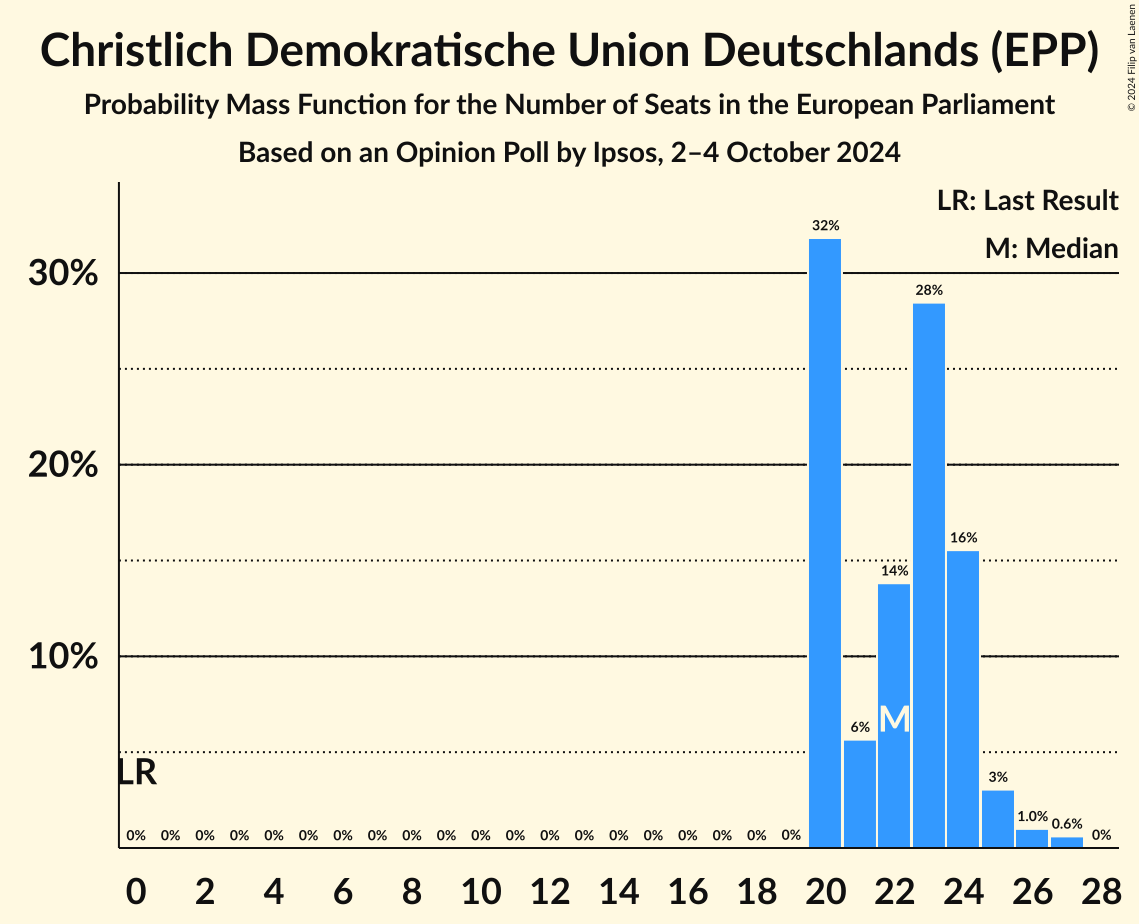 Christlich Demokratische Union Deutschlands (EPP)
Probability Mass Function for the Number of Seats in the European Parliament
Based on an Opinion Poll by Ipsos, 2–4 October 2024
© 2024 Filip van Laenen
LR: Last Result
M: Median
30%
20%
10%
32%
28%
16%
14%
6%
3%
1.0%
0.6%
0%
M
LR
0% 0% 0% 0% 0% 0% 0% 0% 0% 0% 0% 0% 0% 0% 0% 0% 0% 0% 0% 0%
0 2 4 6 8 10 12 14 16 18 20 22 24 26 28